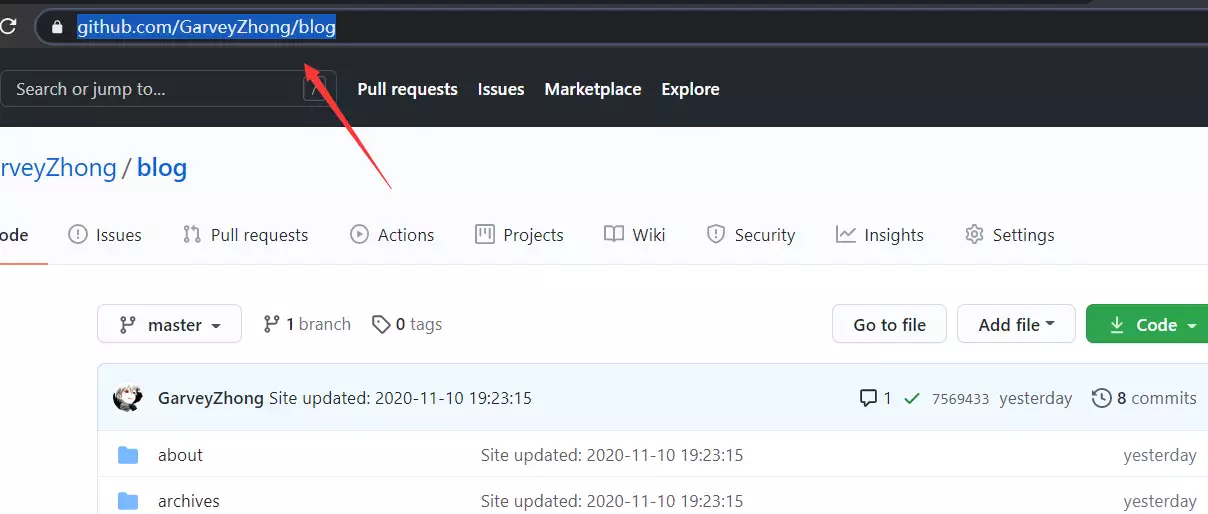 github.com/GarveyZhong/blog
Search or jump to... /
Pull requests Issues Marketplace Explore
rveyZhong / blog
ode Issues Pull requests Actions Projects Wiki Security Insights Settings
master 1 branch 0 tags Go to file Add file Code
GarveyZhong Site updated: 2020-11-10 19:23:15 1 7569433 yesterday 8 commits
about Site updated: 2020-11-10 19:23:15 yesterday
archives Site updated: 2020-11-10 19:23:15 yesterday